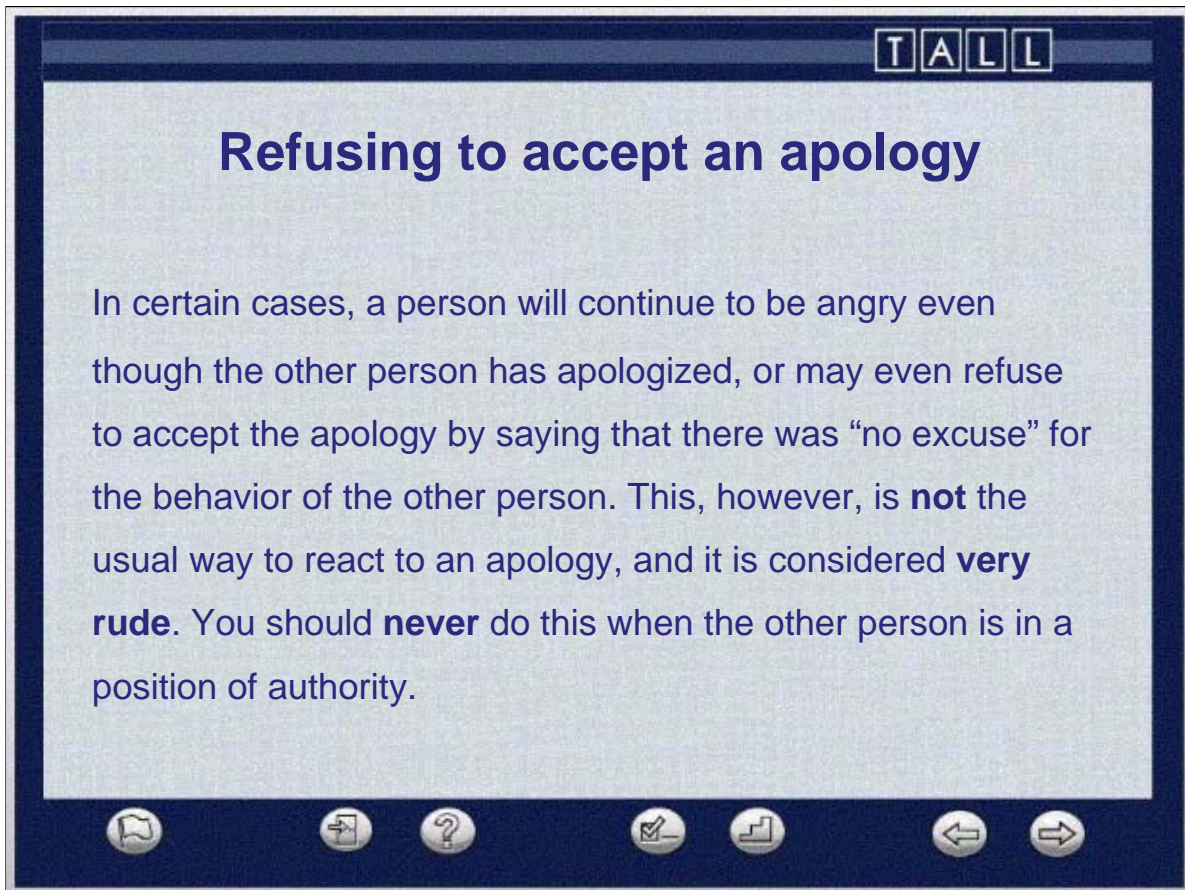 TALL
Refusing to accept an apology
In certain cases, a person will continue to be angry even
though the other person has apologized, or may even refuse
to accept the apology by saying that there was “no excuse” for
the behavior of the other person. This, however, is not the
usual way to react to an apology, and it is considered very
rude. You should never do this when the other person is in a
position of authority.